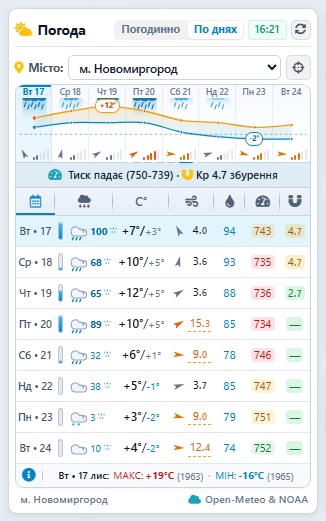 Погода Погодинно По днях 16:21
Місто: м. Новомиргород
Вт 17 Ср 18 Чт 19 Пт 20 Сб 21 Нд 22 Пн 23 Вт 24
+12°
-2°
Тиск падає (750-739) · Кр 4.7 збурення
C°
Вт • 17 100 +7°/+3° 4.0 94 743 4.7
Ср • 18 68 +10°/+5° 3.6 93 735 4.7
Чт • 19 65 +12°/+5° 3.6 88 736 2.7
Пт • 20 89 +10°/+5° 15.3 85 734 —
Сб • 21 32 +6°/+1° 9.0 78 746 —
Нд • 22 38 +5°/-1° 3.7 85 747 —
Пн • 23 3 +3°/-2° 9.0 79 751 —
Вт • 24 10 +4°/-2° 12.4 74 752 —
Вт • 17 лис: МАКС: +19°C (1963) · МІН: -16°C (1965)
м. Новомиргород Open-Meteo & NOAA